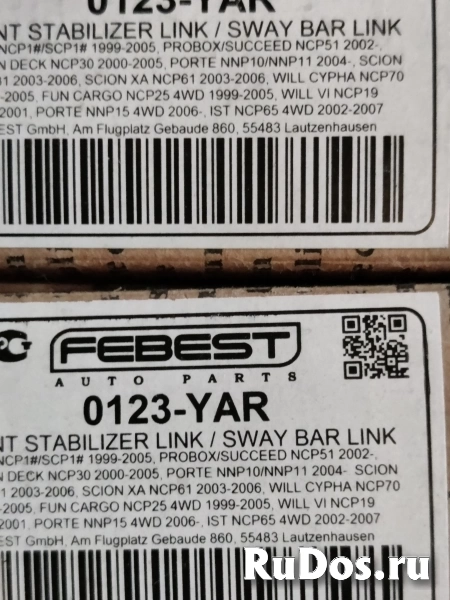 0123-YAR
NT STABILIZER LINK / SWAY BAR LINK
NCP1#/SCP1# 1999-2005, PROBOX/SUCCEED NCP51 2002-,
N DECK NCP30 2000-2005, PORTE NNP10/NNP11 2004-, SCION
61 2003-2006, SCION XA NCP61 2003-2006, WILL CYPHA NCP70
-2005, FUN CARGO NCP25 4WD 1999-2005, WILL VI NCP19
2001, PORTE NNP15 4WD 2006-, IST NCP65 4WD 2002-2007
BEST GmbH, Am Flugplatz Gebaude 860, 55483 Lautzenhausen
РСТ FEBEST
AUTO PARTS
0123-YAR
NT STABILIZER LINK / SWAY BAR LINK
NCP1#/SCP1# 1999-2005, PROBOX/SUCCEED NCP51 2002-,
N DECK NCP30 2000-2005, PORTE NNP10/NNP11 2004- SCION
61 2003-2006, SCION XA NCP61 2003-2006, WILL CYPHA NCP70
-2005, FUN CARGO NCP25 4WD 1999-2005, WILL VI NCP19
2001, PORTE NNP15 4WD 2006-, IST NCP65 4WD 2002-2007
EST GmbH, Am Flugplatz Gebaude 860, 55483 Lautzenhausen
RuDos.ru